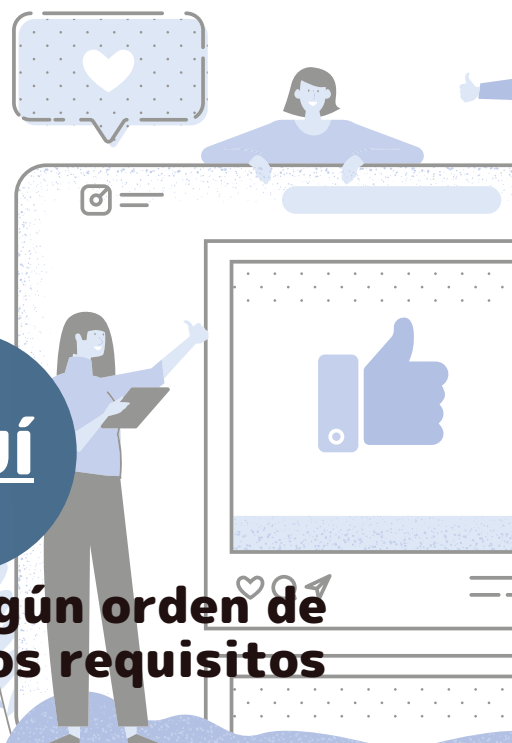 uí
gún orden de
os requisitos